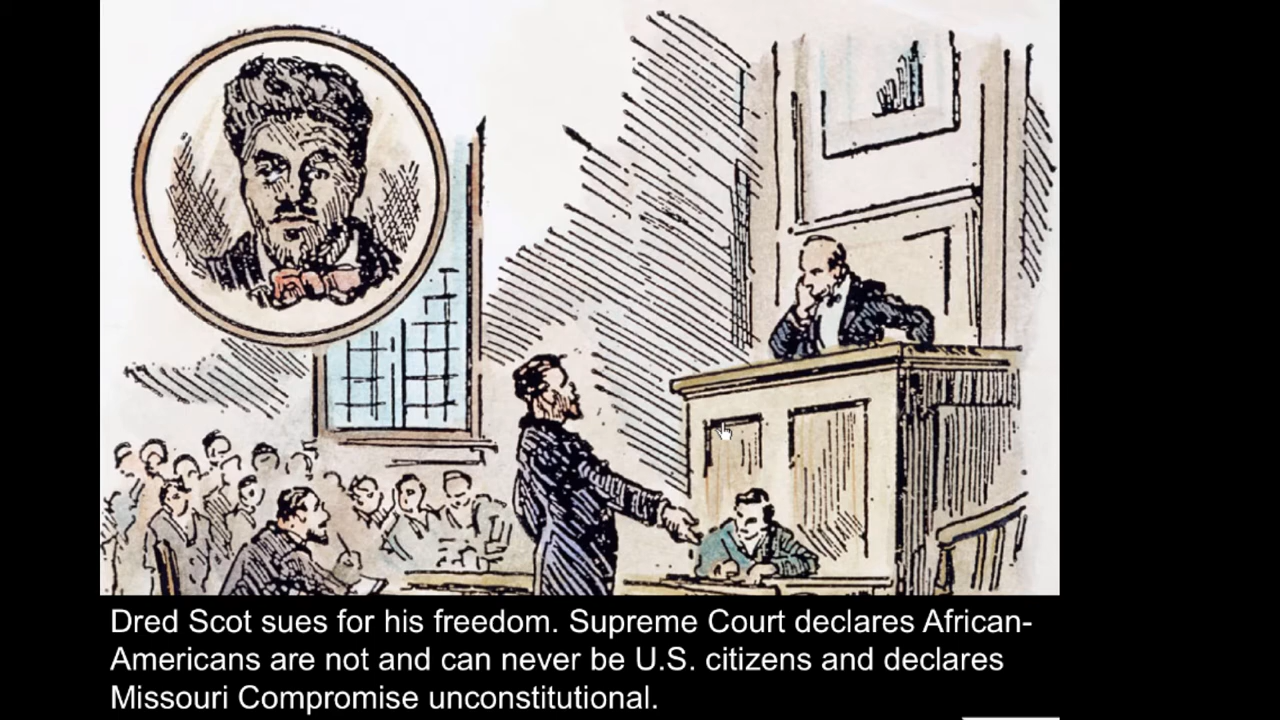 Dred Scot sues for his freedom. Supreme Court declares African-
Americans are not and can never be U.S. citizens and declares
Missouri Compromise unconstitutional.